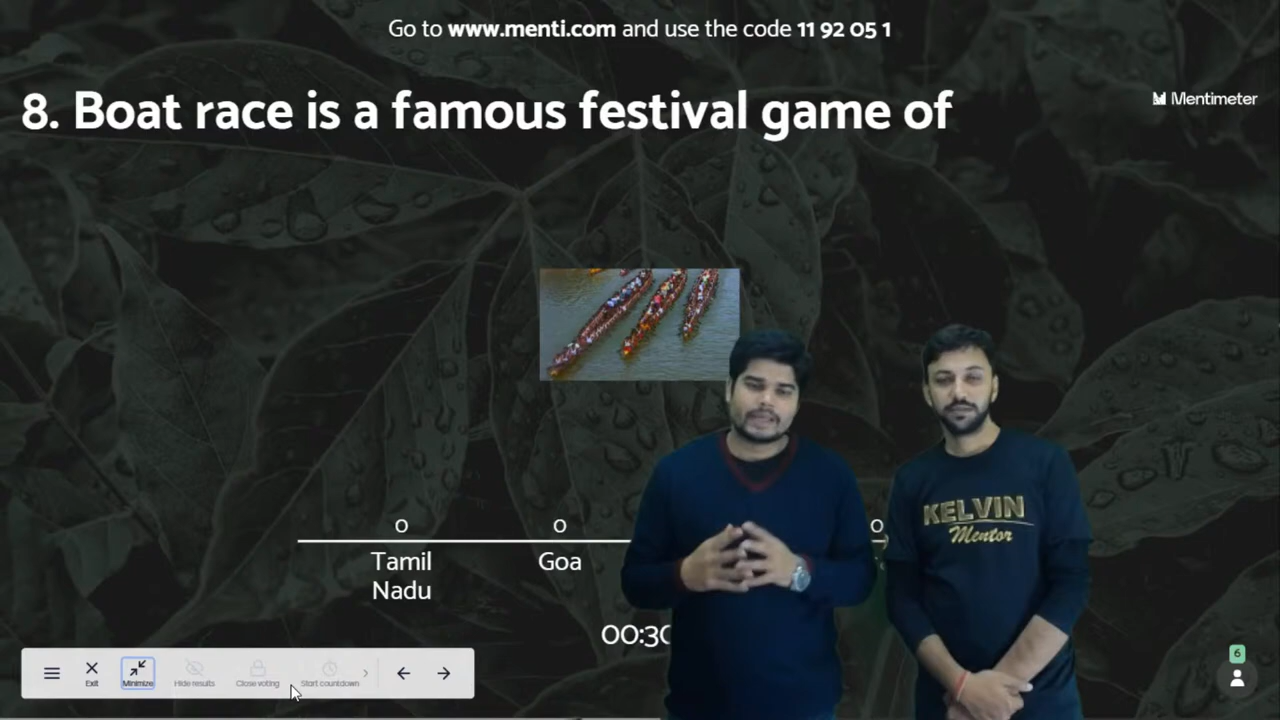 Go to www.menti.com and use the code 11 92 05 1
8. Boat race is a famous festival game of
Mentimeter
KELVIN
Mentor
0
0
0
Tamil
Nadu
Goa
00:30
Exit
Minimize
Hide results
Close voting
Start countdown
6